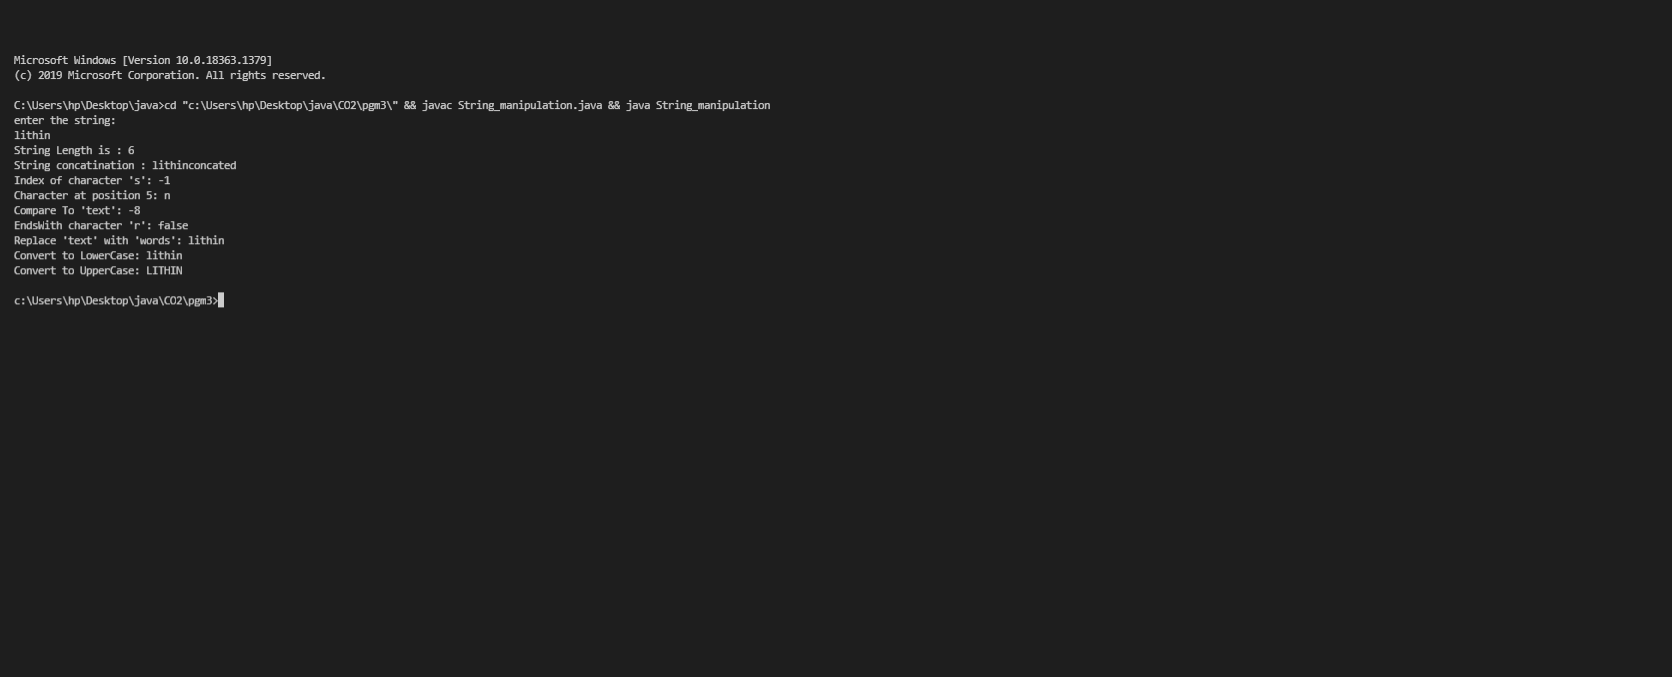 Microsoft Windows [Version 10.0.18363.1379]
(c) 2019 Microsoft Corporation. All rights reserved.
C:\Users\hp\Desktop\java>cd "c:\Users\hp\Desktop\java\CO2\pgm3\" && javac String_manipulation.java && java String_manipulation
enter the string:
lithin
String Length is : 6
String concatination : lithinconcated
Index of character 's': -1
Character at position 5: n
Compare To 'text': -8
EndsWith character 'r': false
Replace 'text' with 'words': lithin
Convert to LowerCase: lithin
Convert to UpperCase: LITHIN
c:\Users\hp\Desktop\java\CO2\pgm3>